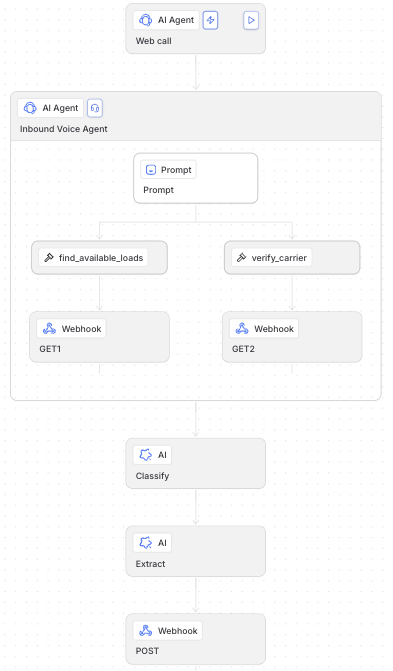 AI Agent
Web call
AI Agent
Inbound Voice Agent
Prompt
Prompt
find_available_loads
verify_carrier
Webhook
GET1
Webhook
GET2
AI
Classify
AI
Extract
Webhook
POST